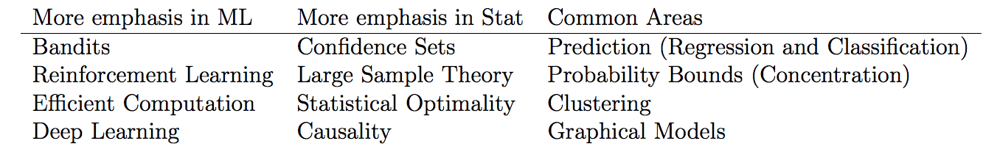 More emphasis in ML More emphasis in Stat Common Areas
Bandits Confidence Sets Prediction (Regression and Classification)
Reinforcement Learning Large Sample Theory Probability Bounds (Concentration)
Efficient Computation Statistical Optimality Clustering
Deep Learning Causality Graphical Models